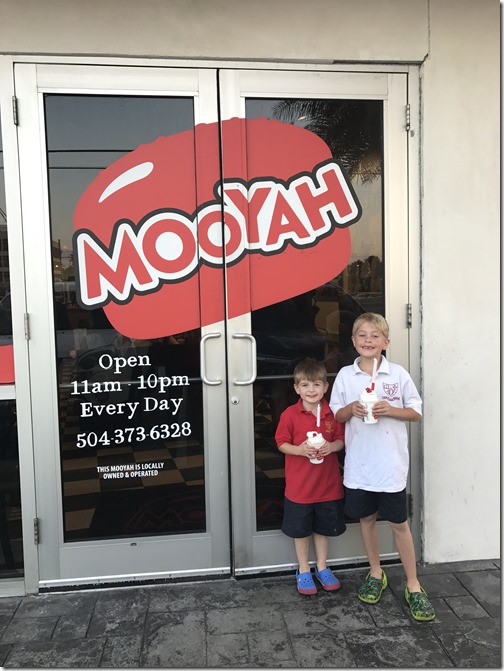 MOOYAH
Open
11am - 10pm
Every Day
504-373-6328
THIS MOOYAH IS LOCALLY
OWNED & OPERATED